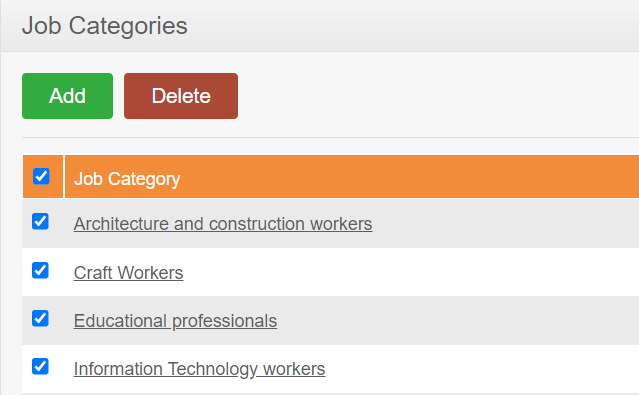 Job Categories
Add Delete
Job Category
Architecture and construction workers
Craft Workers
Educational professionals
Information Technology workers